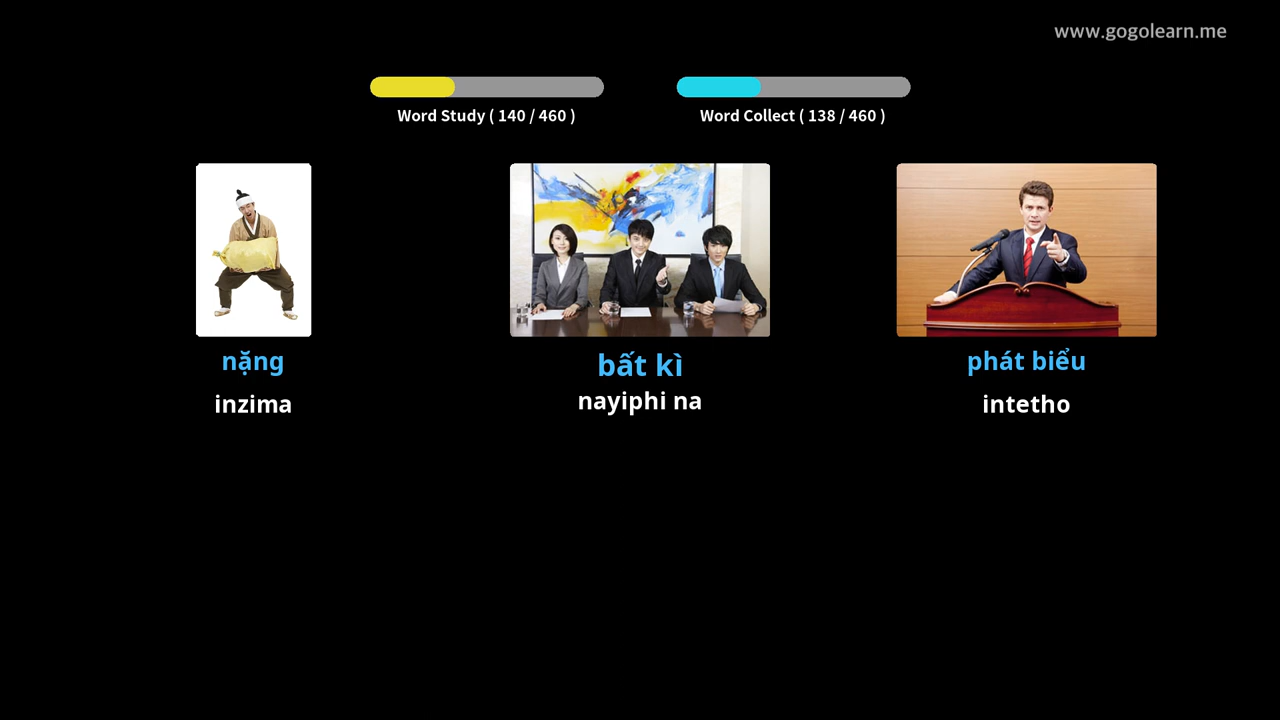 www.gogolearn.me
Word Study ( 140 / 460 )
Word Collect ( 138 / 460 )
nặng
bất kì
phát biểu
inzima
nayiphi na
intetho